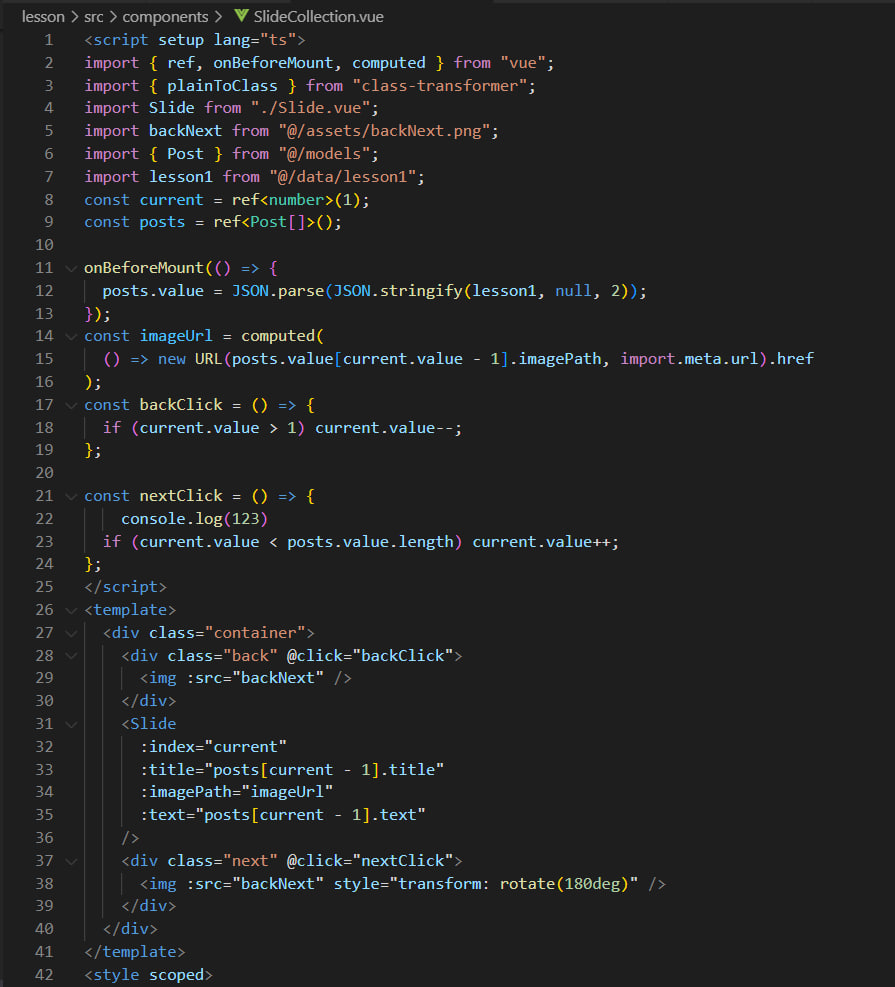 lesson > src > components > SlideCollection.vue
1 <script setup lang="ts">
2 import { ref, onBeforeMount, computed } from "vue";
3 import { plainToClass } from "class-transformer";
4 import Slide from "./Slide.vue";
5 import backNext from "@/assets/backNext.png";
6 import { Post } from "@/models";
7 import lesson1 from "@/data/lesson1";
8 const current = ref<number>(1);
9 const posts = ref<Post[]>();
10
11 onBeforeMount(() => {
12   posts.value = JSON.parse(JSON.stringify(lesson1, null, 2));
13 });
14 const imageUrl = computed(
15   () => new URL(posts.value[current.value - 1].imagePath, import.meta.url).href
16 );
17 const backClick = () => {
18   if (current.value > 1) current.value--;
19 };
20
21 const nextClick = () => {
22     console.log(123)
23   if (current.value < posts.value.length) current.value++;
24 };
25 </script>
26 <template>
27   <div class="container">
28     <div class="back" @click="backClick">
29       <img :src="backNext" />
30     </div>
31     <Slide
32       :index="current"
33       :title="posts[current - 1].title"
34       :imagePath="imageUrl"
35       :text="posts[current - 1].text"
36     />
37     <div class="next" @click="nextClick">
38       <img :src="backNext" style="transform: rotate(180deg)" />
39     </div>
40   </div>
41 </template>
42 <style scoped>